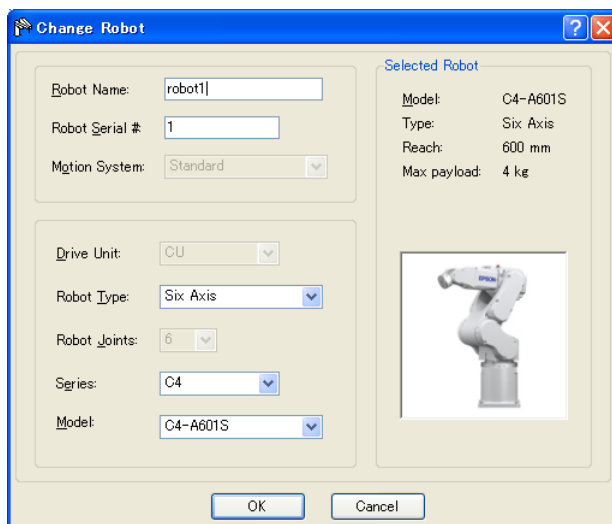 Change Robot
Robot Name: robot1
Robot Serial #: 1
Motion System: Standard
Drive Unit: CU
Robot Type: Six Axis
Robot Joints: 6
Series: C4
Model: C4-A601S
Selected Robot
Model: C4-A601S
Type: Six Axis
Reach: 600 mm
Max payload: 4 kg
EPSON
OK Cancel